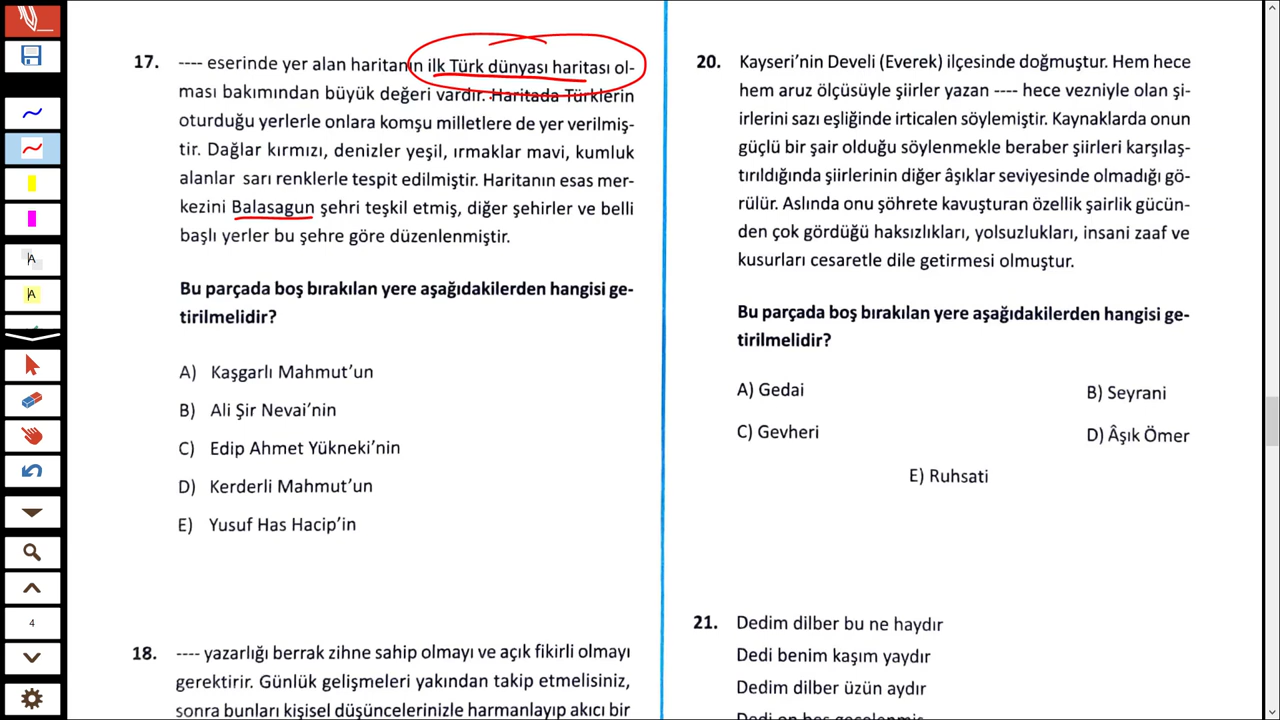 17. ---- eserinde yer alan haritanın ilk Türk dünyası haritası ol-
ması bakımından büyük değeri vardır. Haritada Türklerin
oturduğu yerlerle onlara komşu milletlere de yer verilmiş-
tir. Dağlar kırmızı, denizler yeşil, ırmaklar mavi, kumluk
alanlar sarı renklerle tespit edilmiştir. Haritanın esas mer-
kezini Balasagun şehri teşkil etmiş, diğer şehirler ve belli
başlı yerler bu şehre göre düzenlenmiştir.
Bu parçada boş bırakılan yere aşağıdakilerden hangisi ge-
tirilmelidir?
A) Kaşgarlı Mahmut'un
B) Ali Şir Nevai'nin
C) Edip Ahmet Yükneki'nin
D) Kerderli Mahmut'un
E) Yusuf Has Hacip'in
18. ---- yazarlığı berrak zihne sahip olmayı ve açık fikirli olmayı
gerektirir. Günlük gelişmeleri yakından takip etmelisiniz,
sonra bunları kişisel düşüncelerinizle harmanlayıp akıcı bir
20. Kayseri'nin Develi (Everek) ilçesinde doğmuştur. Hem hece
hem aruz ölçüsüyle şiirler yazan ---- hece vezniyle olan şi-
irlerini sazı eşliğinde irticalen söylemiştir. Kaynaklarda onun
güçlü bir şair olduğu söylenmekle beraber şiirleri karşılaş-
tırıldığında şiirlerinin diğer âşıklar seviyesinde olmadığı gö-
rülür. Aslında onu şöhrete kavuşturan özellik şairlik gücün-
den çok gördüğü haksızlıkları, yolsuzlukları, insani zaaf ve
kusurları cesaretle dile getirmesi olmuştur.
Bu parçada boş bırakılan yere aşağıdakilerden hangisi ge-
tirilmelidir?
A) Gedai B) Seyrani
C) Gevheri D) Âşık Ömer
E) Ruhsati
21. Dedim dilber bu ne haydır
Dedi benim kaşım yaydır
Dedim dilber üzün aydır
Dedi on beş gecelenmiş
A
A
4